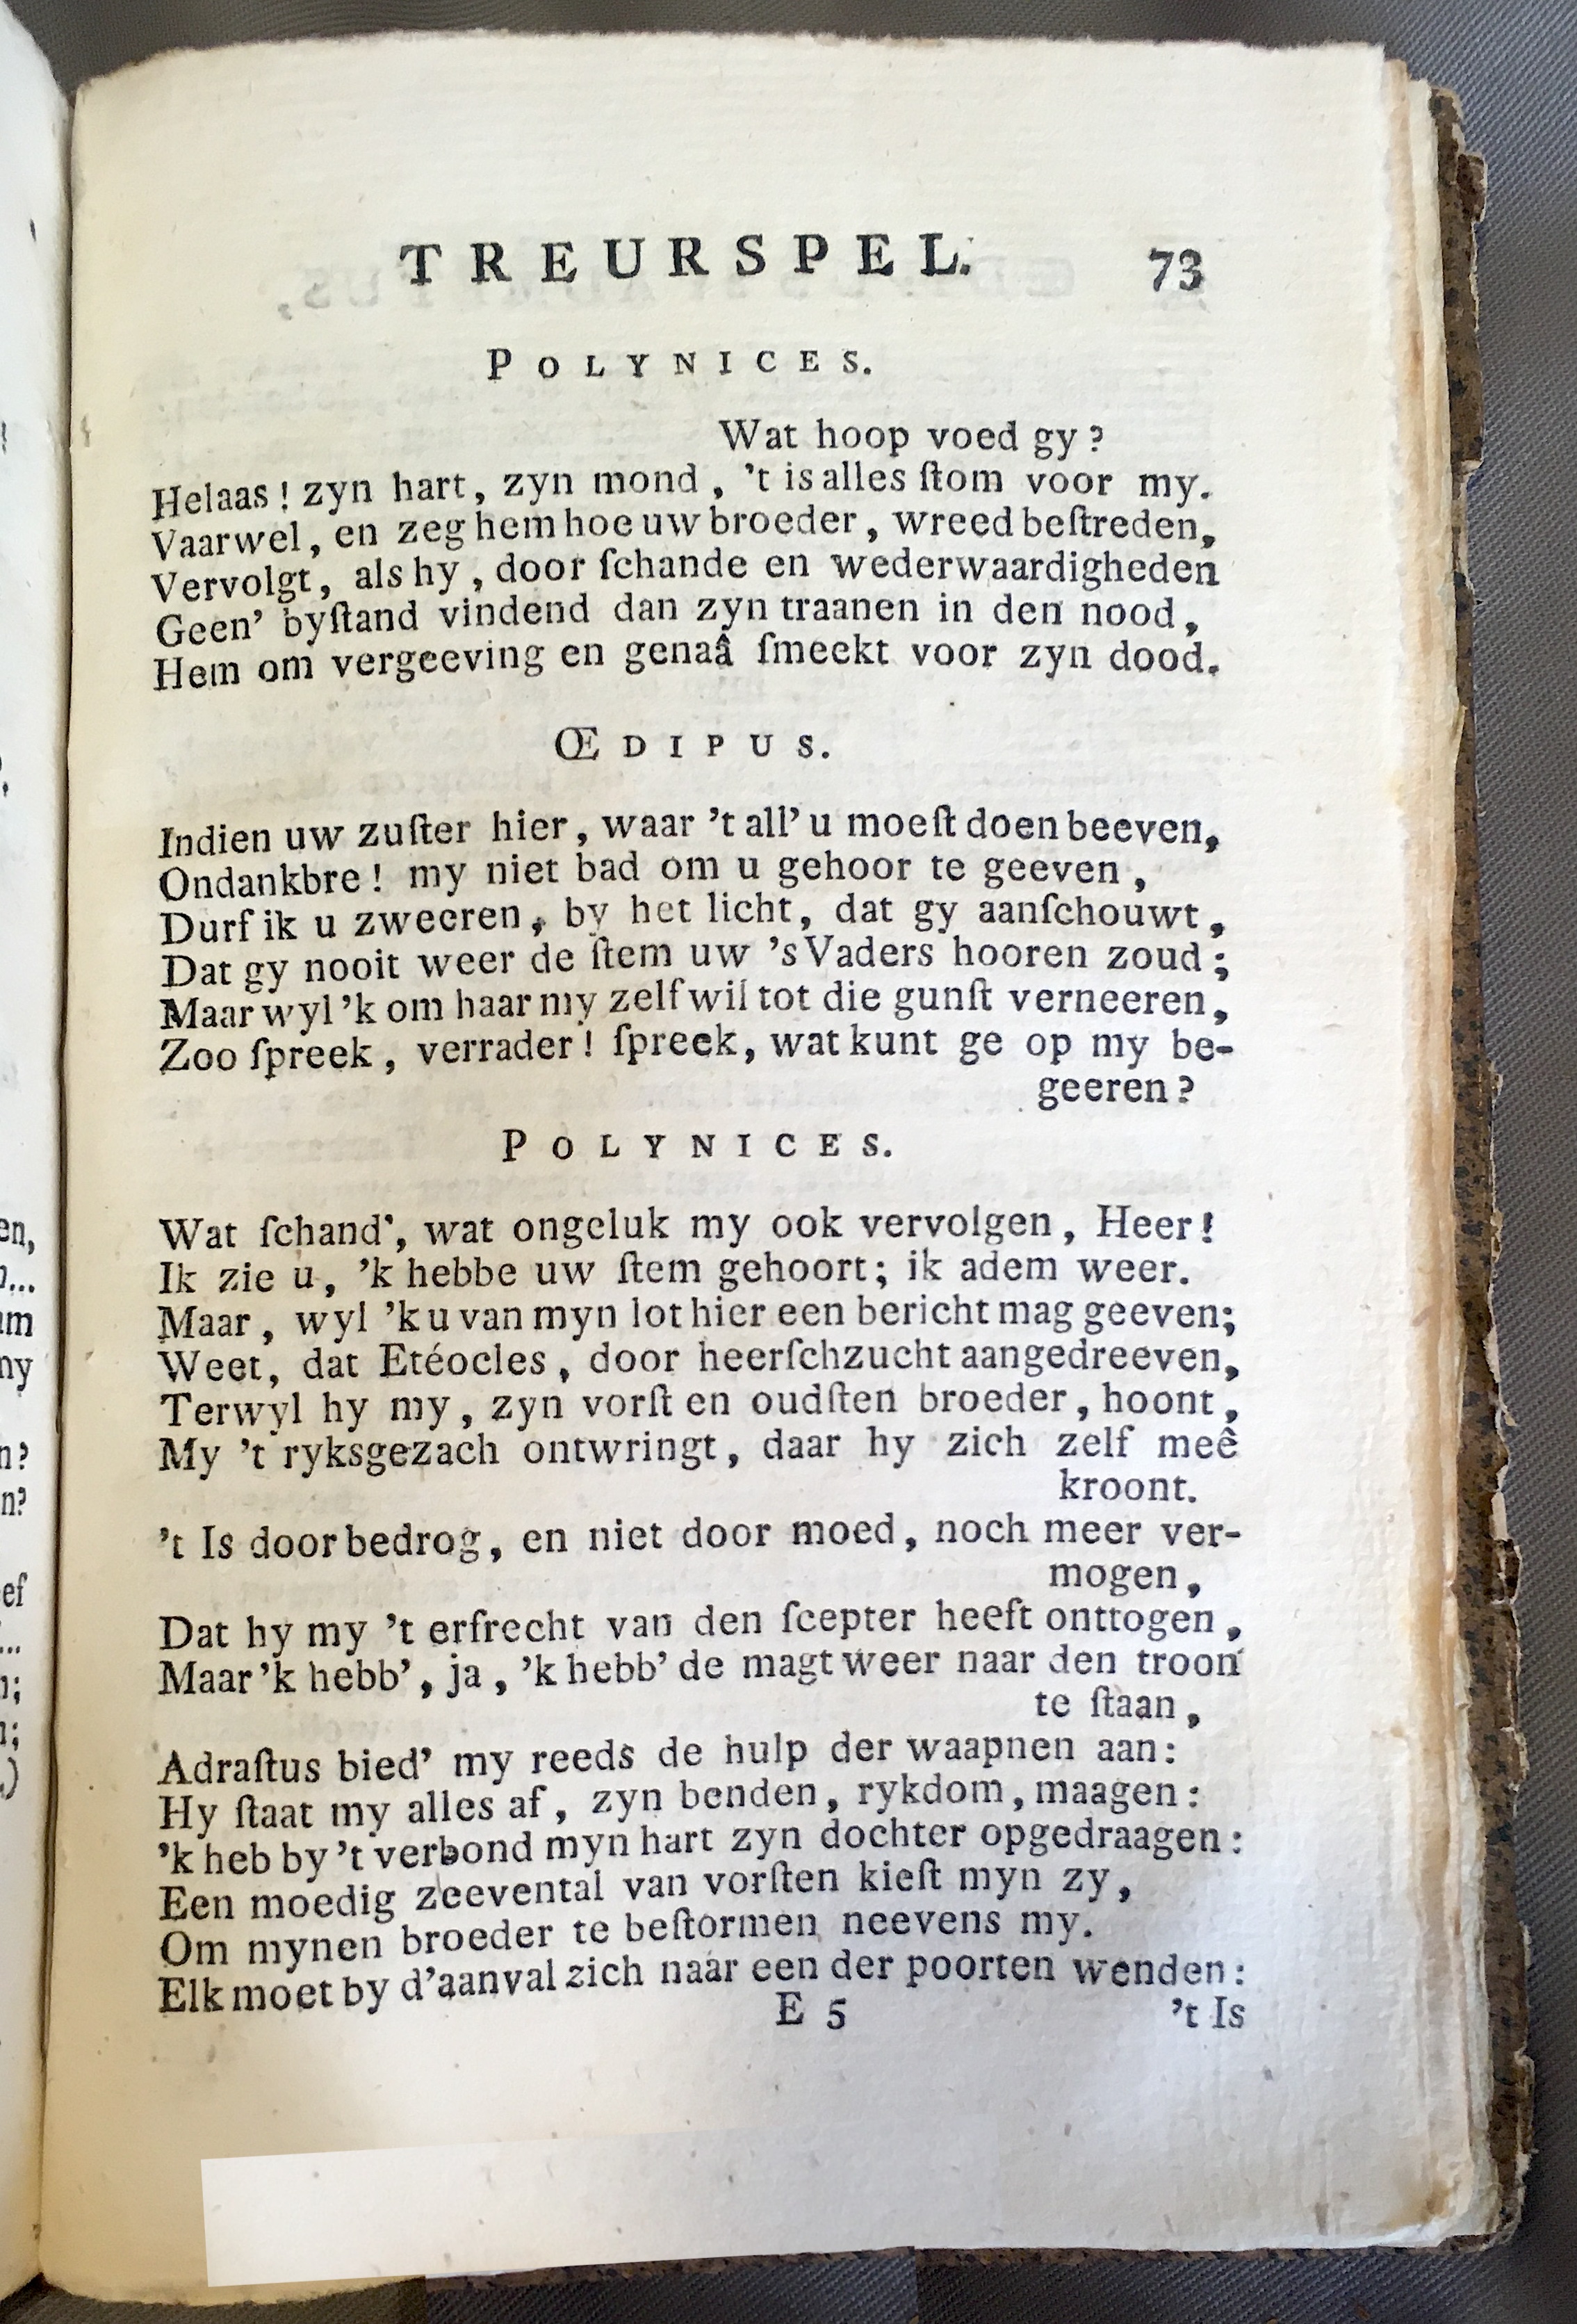 TREURSPEL. 73
POLYNICES.
Wat hoop voed gy?
Helaas! zyn hart, zyn mond, 't is alles ſtom voor my.
Vaarwel, en zeg hem hoe uw broeder, wreed beſtreden,
Vervolgt, als hy, door ſchande en wederwaardigheden
Geen' byſtand vindend dan zyn traanen in den nood,
Hem om vergeeving en genaâ ſmeekt voor zyn dood.
ŒDIPUS.
Indien uw zuſter hier, waar 't all' u moeſt doen beeven,
Ondankbre! my niet bad om u gehoor te geeven,
Durf ik u zweeren, by het licht, dat gy aanſchouwt,
Dat gy nooit weer de ſtem uw 's Vaders hooren zoud;
Maar wyl 'k om haar my zelf wil tot die gunſt verneeren,
Zoo ſpreek, verrader! ſpreek, wat kunt ge op my be-
geeren?
POLYNICES.
Wat ſchand', wat ongeluk my ook vervolgen, Heer!
Ik zie u, 'k hebbe uw ſtem gehoort; ik adem weer.
Maar, wyl 'k u van myn lot hier een bericht mag geeven;
Weet, dat Etéocles, door heerſchzucht aangedreeven,
Terwyl hy my, zyn vorſt en oudſten broeder, hoont,
My 't ryksgezach ontwringt, daar hy zich zelf meê
kroont.
't Is door bedrog, en niet door moed, noch meer ver-
mogen,
Dat hy my 't erfrecht van den ſcepter heeft onttogen,
Maar 'k hebb', ja, 'k hebb' de magt weer naar den troon
te ſtaan,
Adraſtus bied' my reeds de hulp der waapnen aan:
Hy ſtaat my alles af, zyn benden, rykdom, maagen:
'k heb by 't verbond myn hart zyn dochter opgedraagen:
Een moedig zeevental van vorſten kieſt myn zy,
Om mynen broeder te beſtormen neevens my.
Elk moet by d'aanval zich naar een der poorten wenden:
E 5 't Is